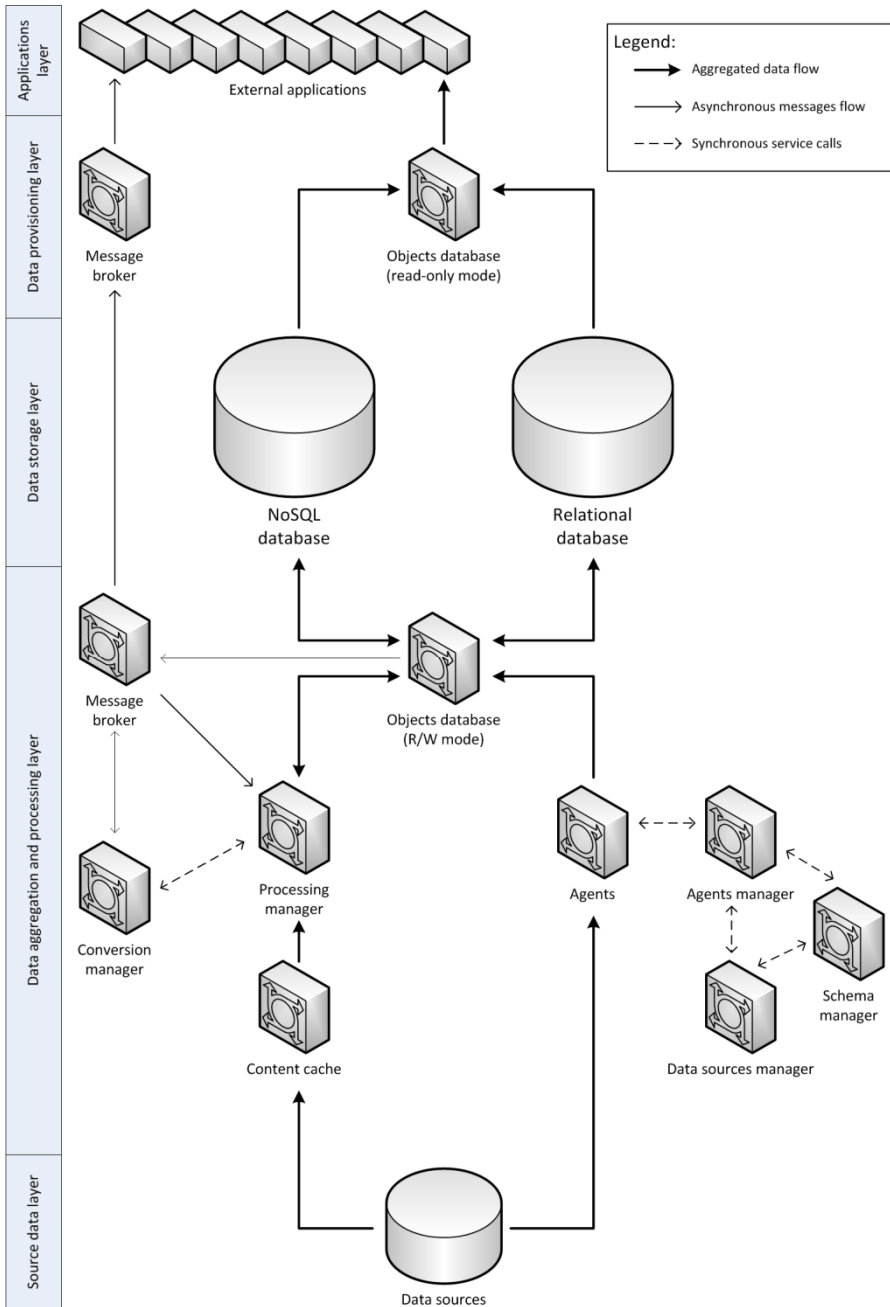 Applications
layer
External applications
Legend:
Aggregated data flow
Asynchronous messages flow
Synchronous service calls
Data provisioning layer
Message
broker
Objects database
(read-only mode)
Data storage layer
NoSQL
database
Relational
database
Data aggregation and processing layer
Message
broker
Objects database
(R/W mode)
Processing
manager
Agents
Agents manager
Conversion
manager
Schema
manager
Content cache
Data sources manager
Source data layer
Data sources